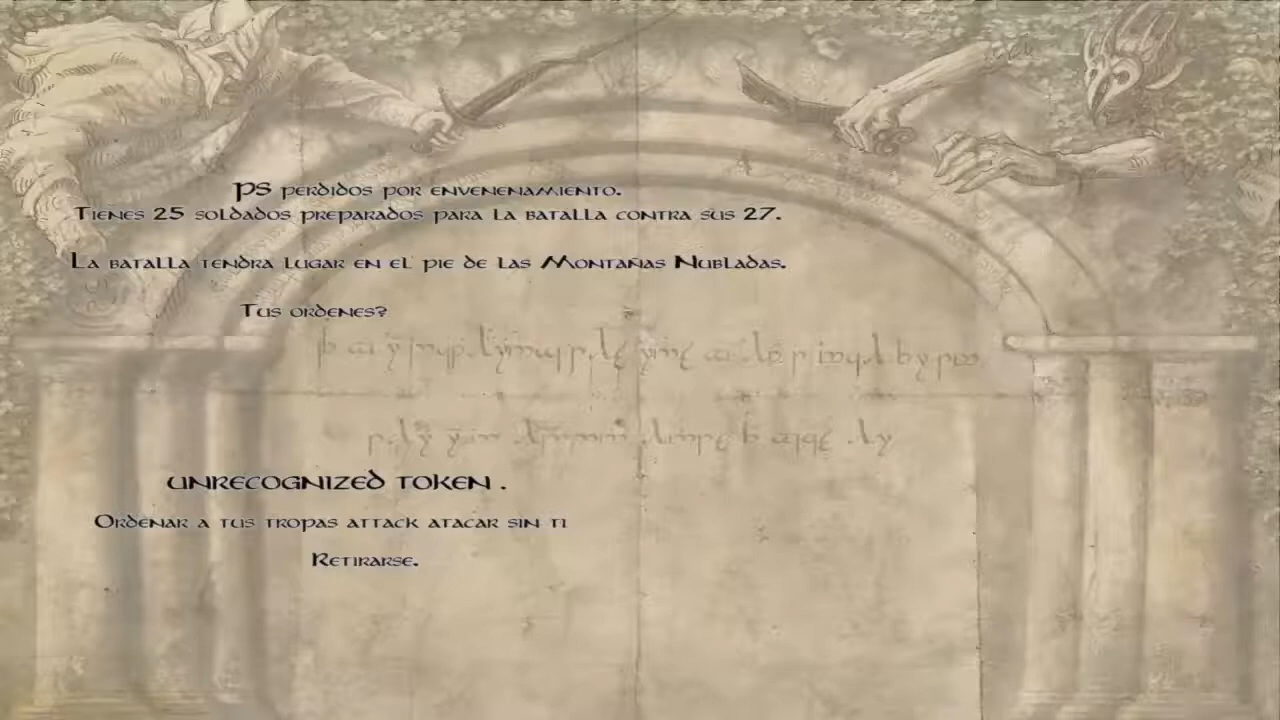 PS perdidos por envenenamiento.
Tienes 25 soldados preparados para la batalla contra sus 27.
La batalla tendra lugar en el pie de las Montañas Nubladas.
Tus ordenes?
UNRECOGNIZED TOKEN .
Ordenar a tus tropas attack atacar sin ti
Retirarse.